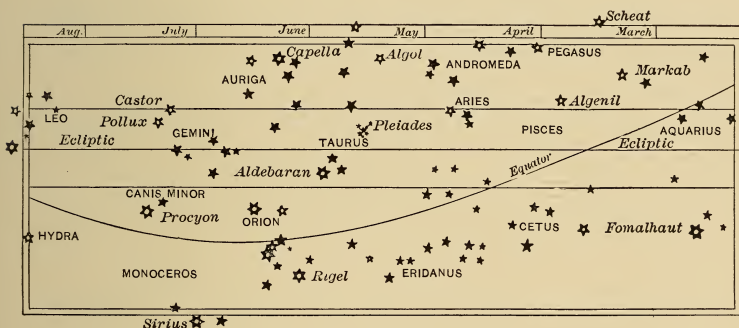 Scheat
Aug. July June May April March
Capella Algol ANDROMEDA PEGASUS
AURIGA Markab
Castor ARIES Algenil
LEO
Pollux Pleiades PISCES AQUARIUS
GEMINI
Ecliptic TAURUS Ecliptic
Aldebaran Equator
CANIS MINOR
Procyon ORION
CETUS Fomalhaut
HYDRA
MONOCEROS Rigel ERIDANUS
Sirius